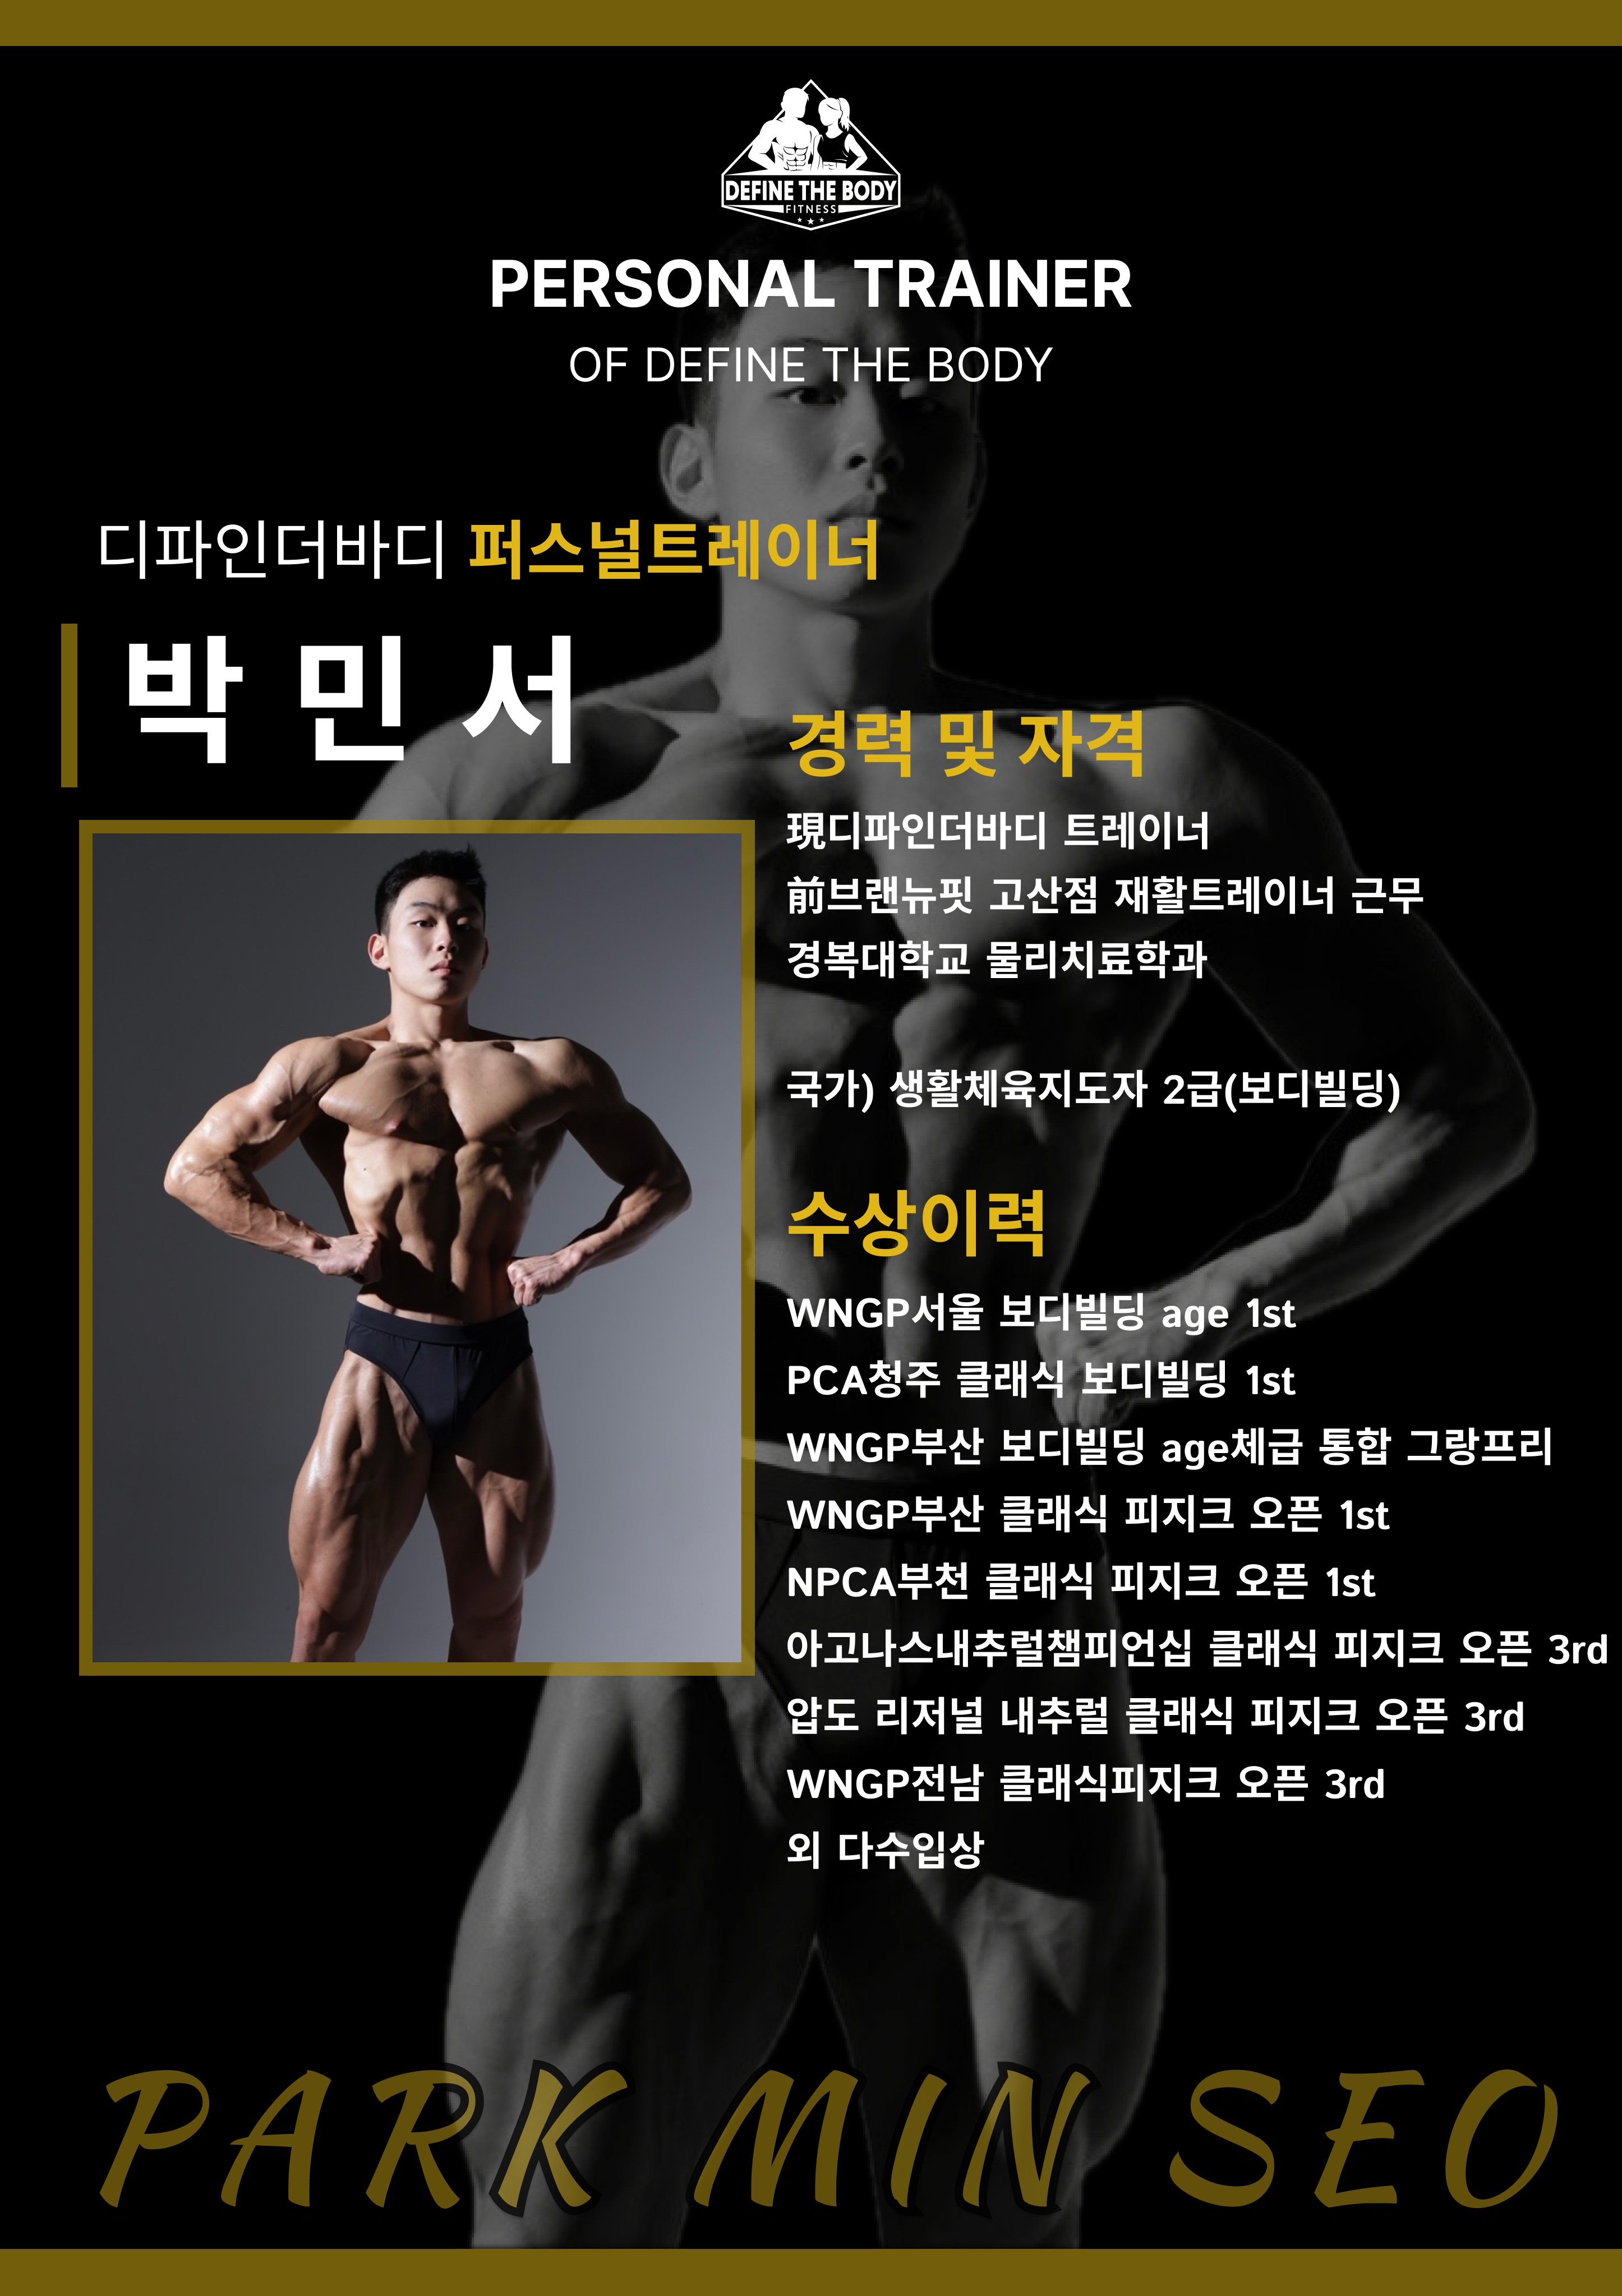 DEFINE THE BODY
FITNESS
PERSONAL TRAINER
OF DEFINE THE BODY
디파인더바디 퍼스널트레이너
박 민 서
경력 및 자격
現디파인더바디 트레이너
前브랜뉴핏 고산점 재활트레이너 근무
경복대학교 물리치료학과
국가) 생활체육지도자 2급(보디빌딩)
수상이력
WNGP서울 보디빌딩 age 1st
PCA청주 클래식 보디빌딩 1st
WNGP부산 보디빌딩 age체급 통합 그랑프리
WNGP부산 클래식 피지크 오픈 1st
NPCA부천 클래식 피지크 오픈 1st
아고나스내추럴챔피언십 클래식 피지크 오픈 3rd
압도 리저널 내추럴 클래식 피지크 오픈 3rd
WNGP전남 클래식피지크 오픈 3rd
외 다수입상
PARK MIN SEO